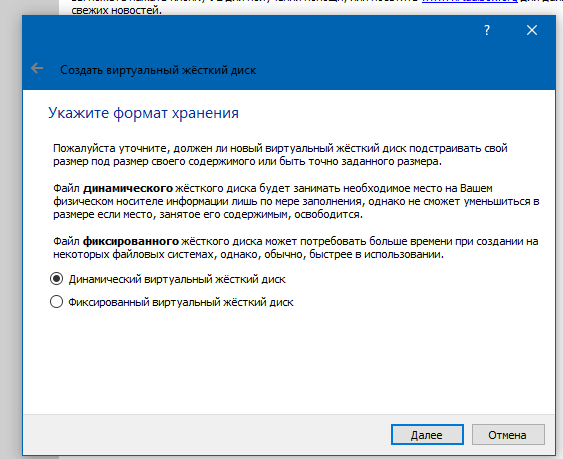 свежих новостей.
?
Создать виртуальный жёсткий диск
Укажите формат хранения
Пожалуйста уточните, должен ли новый виртуальный жёсткий диск подстраивать свой
размер под размер своего содержимого или быть точно заданного размера.
Файл динамического жёсткого диска будет занимать необходимое место на Вашем
физическом носителе информации лишь по мере заполнения, однако не сможет уменьшиться в
размере если место, занятое его содержимым, освободится.
Файл фиксированного жёсткого диска может потребовать больше времени при создании на
некоторых файловых системах, однако, обычно, быстрее в использовании.
Динамический виртуальный жёсткий диск
Фиксированный виртуальный жёсткий диск
Далее
Отмена